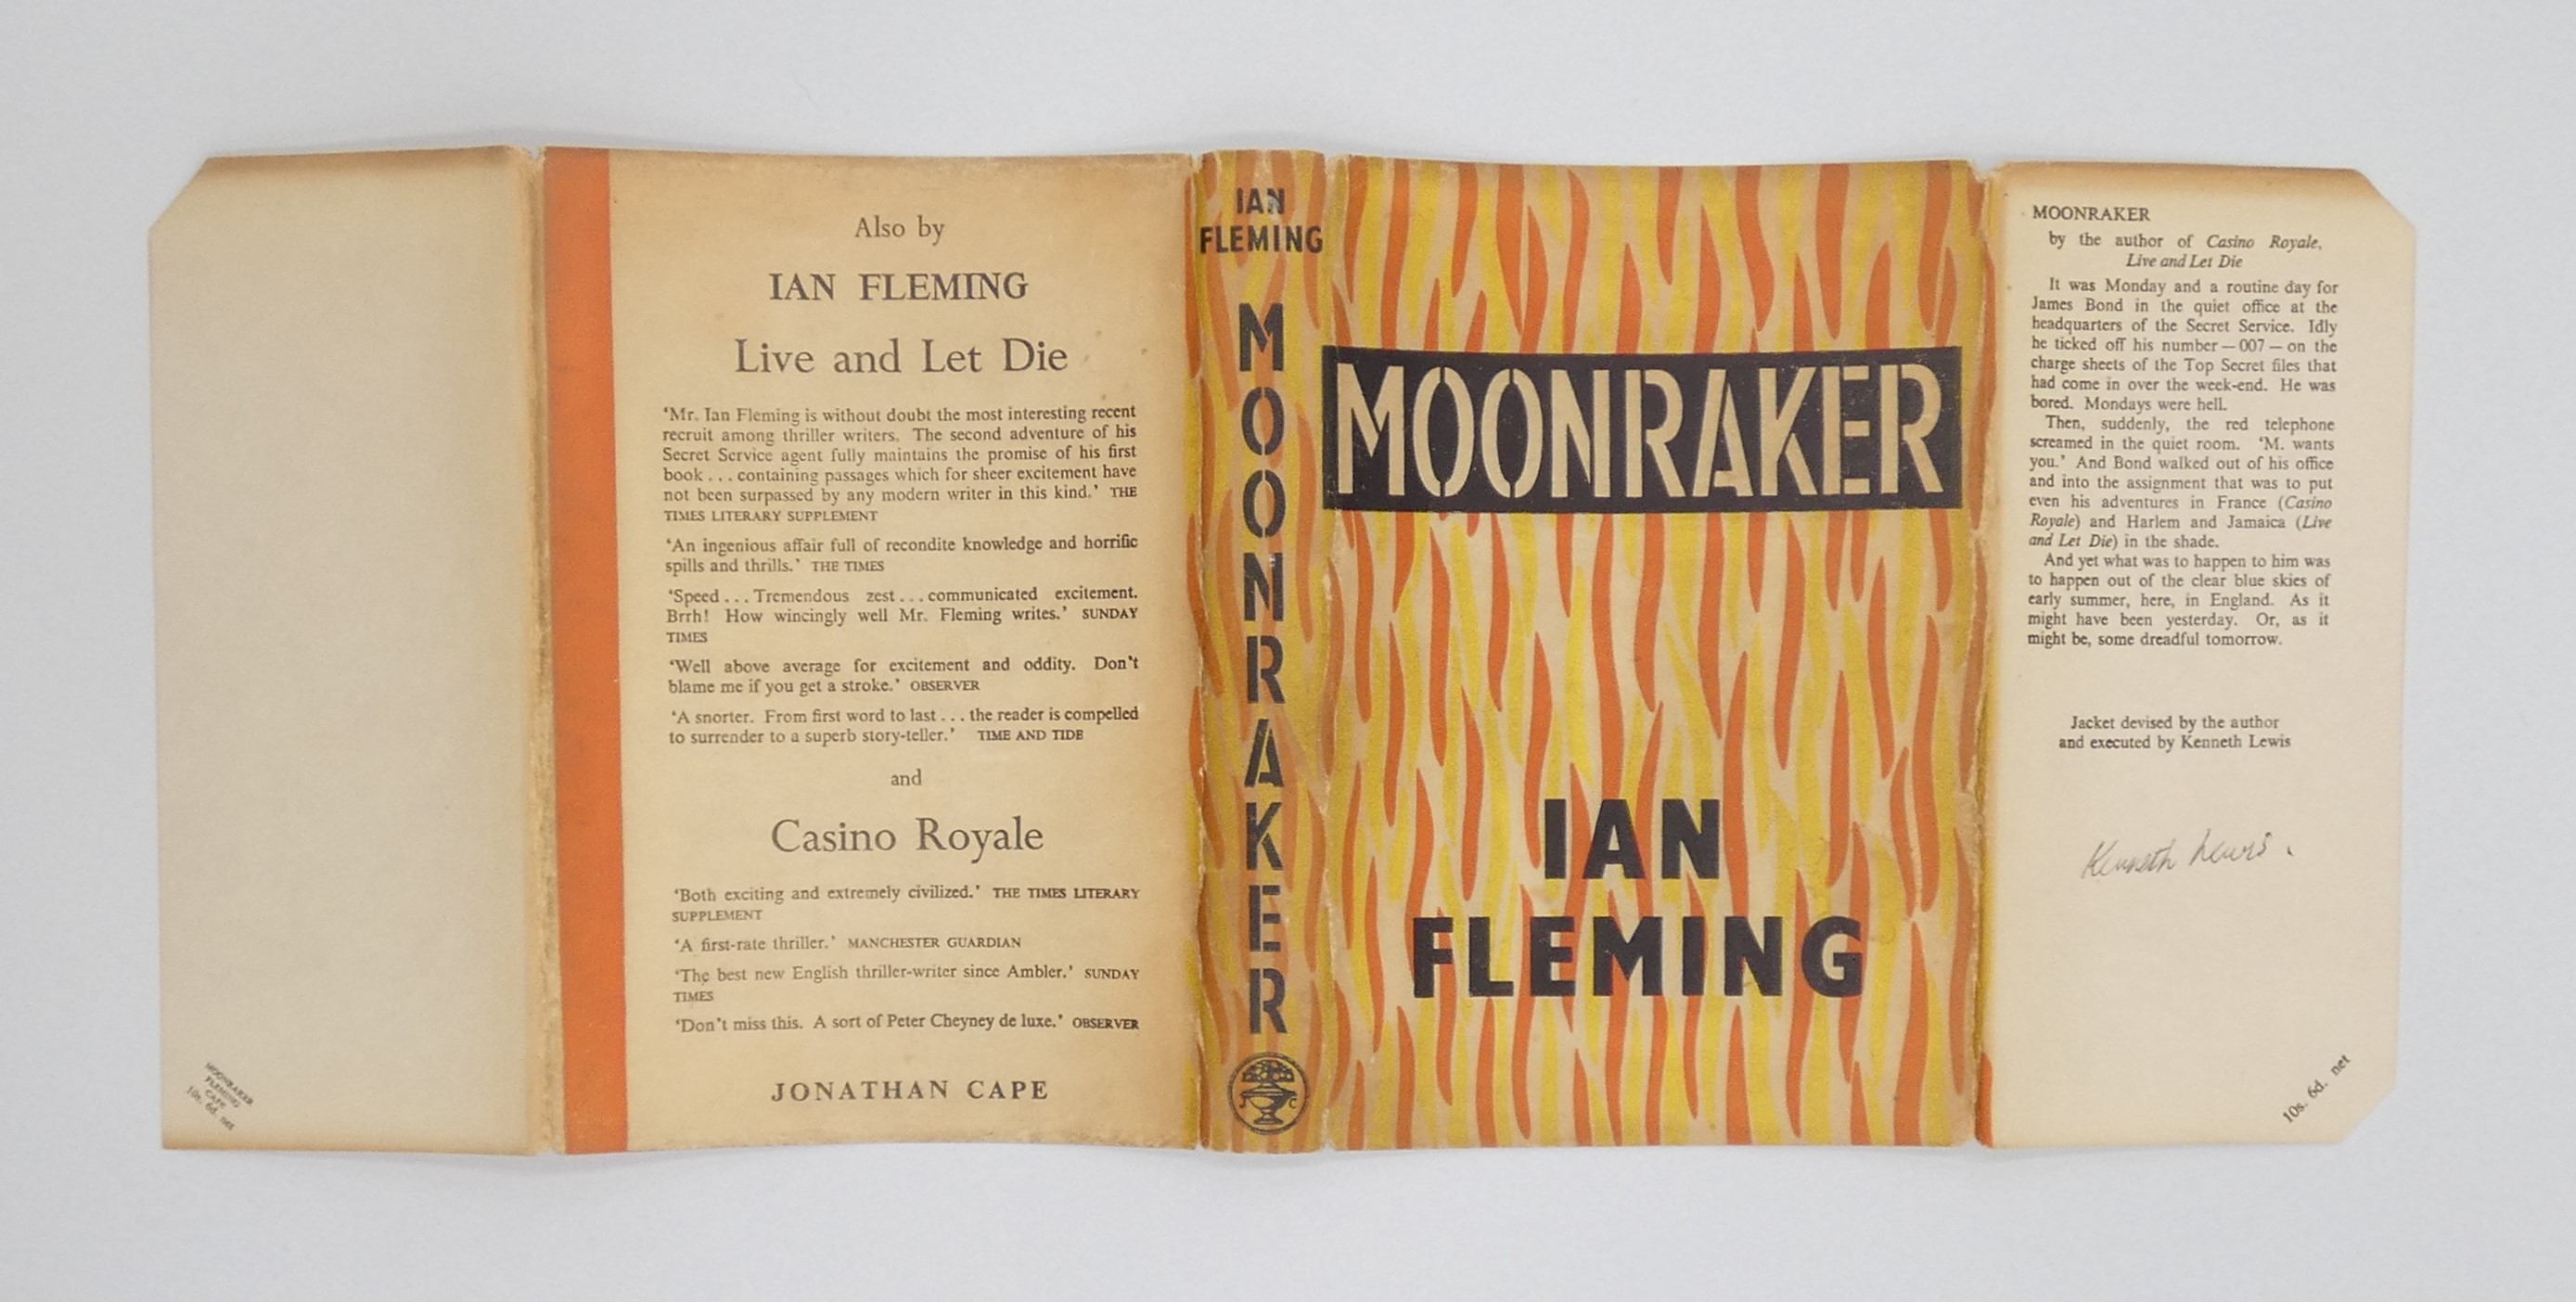 MOONRAKER
FLEMING
CAPE
10s. 6d. net
Also by
IAN FLEMING
Live and Let Die
‘Mr. Ian Fleming is without doubt the most interesting recent
recruit among thriller writers. The second adventure of his
Secret Service agent fully maintains the promise of his first
book . . . containing passages which for sheer excitement have
not been surpassed by any modern writer in this kind.’ THE
TIMES LITERARY SUPPLEMENT
‘An ingenious affair full of recondite knowledge and horrific
spills and thrills.’ THE TIMES
‘Speed . . . Tremendous zest . . . communicated excitement.
Brrh! How wincingly well Mr. Fleming writes.’ SUNDAY
TIMES
‘Well above average for excitement and oddity. Don’t
blame me if you get a stroke.’ OBSERVER
‘A snorter. From first word to last . . . the reader is compelled
to surrender to a superb story-teller.’ TIME AND TIDE
and
Casino Royale
‘Both exciting and extremely civilized.’ THE TIMES LITERARY
SUPPLEMENT
‘A first-rate thriller.’ MANCHESTER GUARDIAN
‘The best new English thriller-writer since Ambler.’ SUNDAY
TIMES
‘Don’t miss this. A sort of Peter Cheyney de luxe.’ OBSERVER
JONATHAN CAPE
IAN
FLEMING
MOONRAKER
J C
MOONRAKER
IAN
FLEMING
MOONRAKER
by the author of Casino Royale,
Live and Let Die
It was Monday and a routine day for
James Bond in the quiet office at the
headquarters of the Secret Service. Idly
he ticked off his number — 007 — on the
charge sheets of the Top Secret files that
had come in over the week-end. He was
bored. Mondays were hell.
Then, suddenly, the red telephone
screamed in the quiet room. ‘M. wants
you.’ And Bond walked out of his office
and into the assignment that was to put
even his adventures in France (Casino
Royale) and Harlem and Jamaica (Live
and Let Die) in the shade.
And yet what was to happen to him was
to happen out of the clear blue skies of
early summer, here, in England. As it
might have been yesterday. Or, as it
might be, some dreadful tomorrow.
Jacket devised by the author
and executed by Kenneth Lewis
Kenneth Lewis.
10s. 6d. net